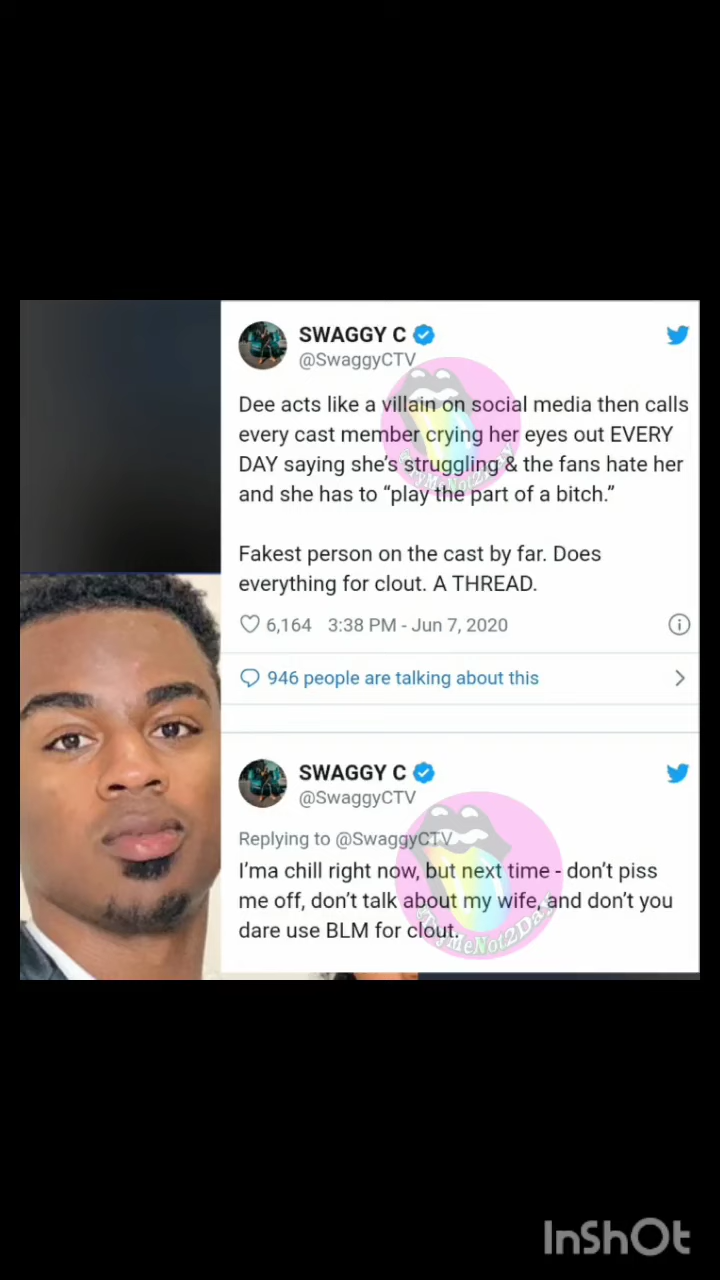 SWAGGY C
@SwaggyCTV
Dee acts like a villain on social media then calls
every cast member crying her eyes out EVERY
DAY saying she's struggling & the fans hate her
and she has to “play the part of a bitch.”
Fakest person on the cast by far. Does
everything for clout. A THREAD.
6,164 3:38 PM - Jun 7, 2020
946 people are talking about this
SWAGGY C
@SwaggyCTV
Replying to @SwaggyCTV
I'ma chill right now, but next time - don't piss
me off, don't talk about my wife, and don't you
dare use BLM for clout.
@TryMeNot2Day
@TryMeNot2Day
InShOt